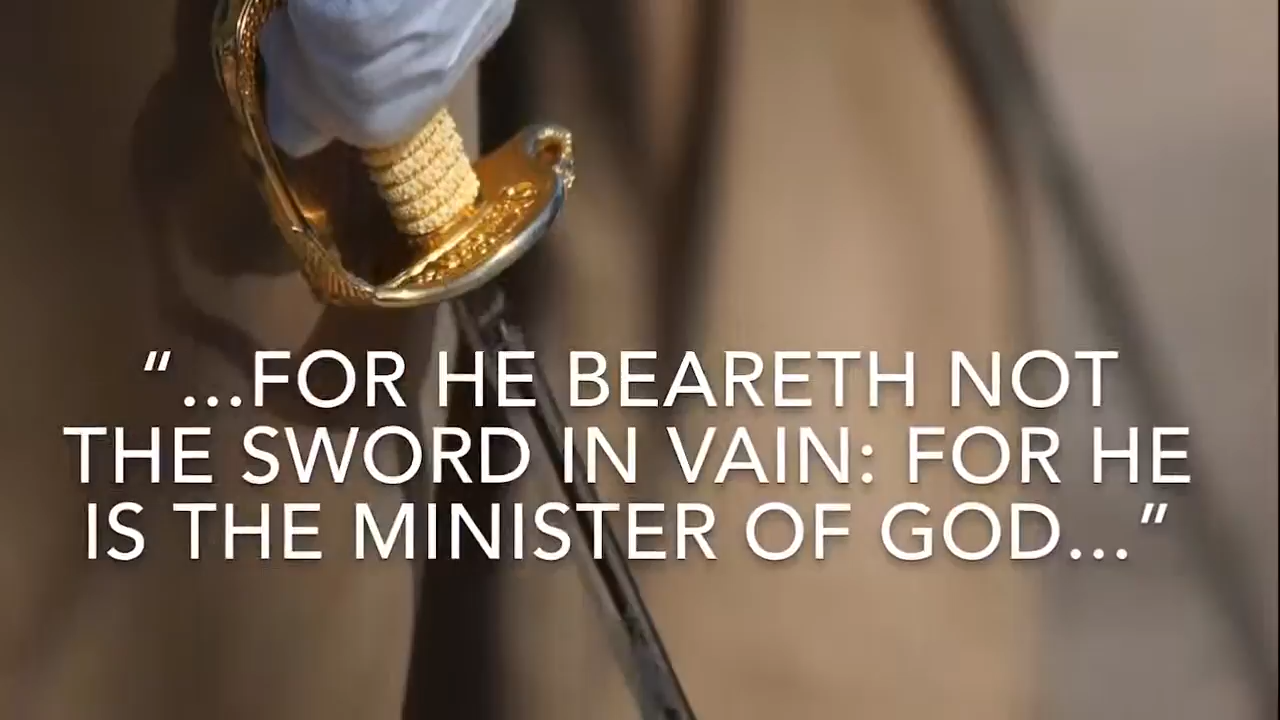 “...FOR HE BEARETH NOT
THE SWORD IN VAIN: FOR HE
IS THE MINISTER OF GOD...”